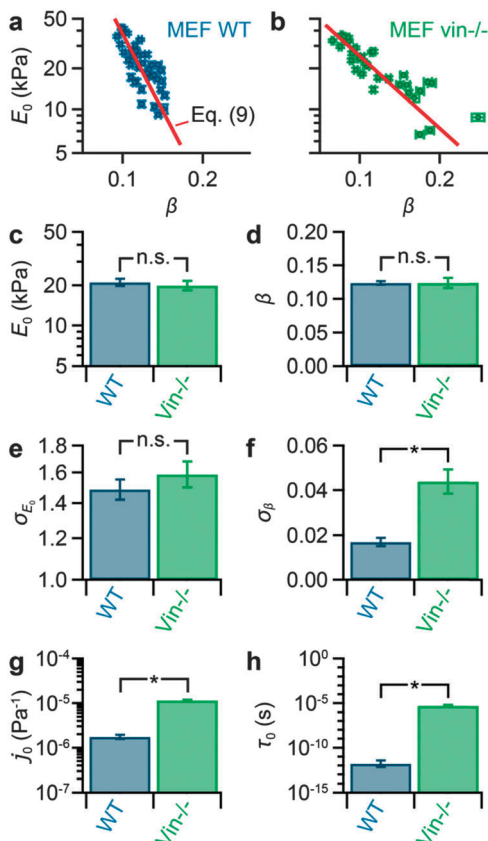 a MEF WT b MEF vin-/-
E₀ (kPa)
50
20
10
5
Eq. (9)
0.1 0.2 0.1 0.2
β β
c d
E₀ (kPa)
50
20
10
5
n.s.
WT Vin-/-
β
0.20
0.15
0.10
0.05
0.00
n.s.
WT Vin-/-
e f
σE₀
1.8
1.6
1.4
1.2
1.0
n.s.
WT Vin-/-
σβ
0.06
0.04
0.02
0.00
*
WT Vin-/-
g h
j₀ (Pa⁻¹)
10⁻⁴
10⁻⁵
10⁻⁶
10⁻⁷
*
WT Vin-/-
τ₀ (s)
10⁰
10⁻⁵
10⁻¹⁰
10⁻¹⁵
*
WT Vin-/-